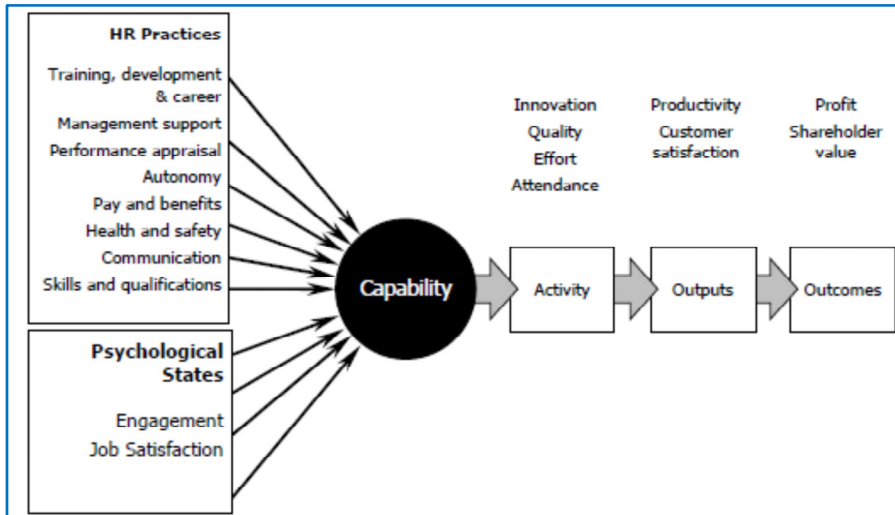 HR Practices
Training, development
& career
Management support
Performance appraisal
Autonomy
Pay and benefits
Health and safety
Communication
Skills and qualifications
Psychological
States
Engagement
Job Satisfaction
Capability
Innovation
Quality
Effort
Attendance
Activity
Productivity
Customer
satisfaction
Outputs
Profit
Shareholder
value
Outcomes